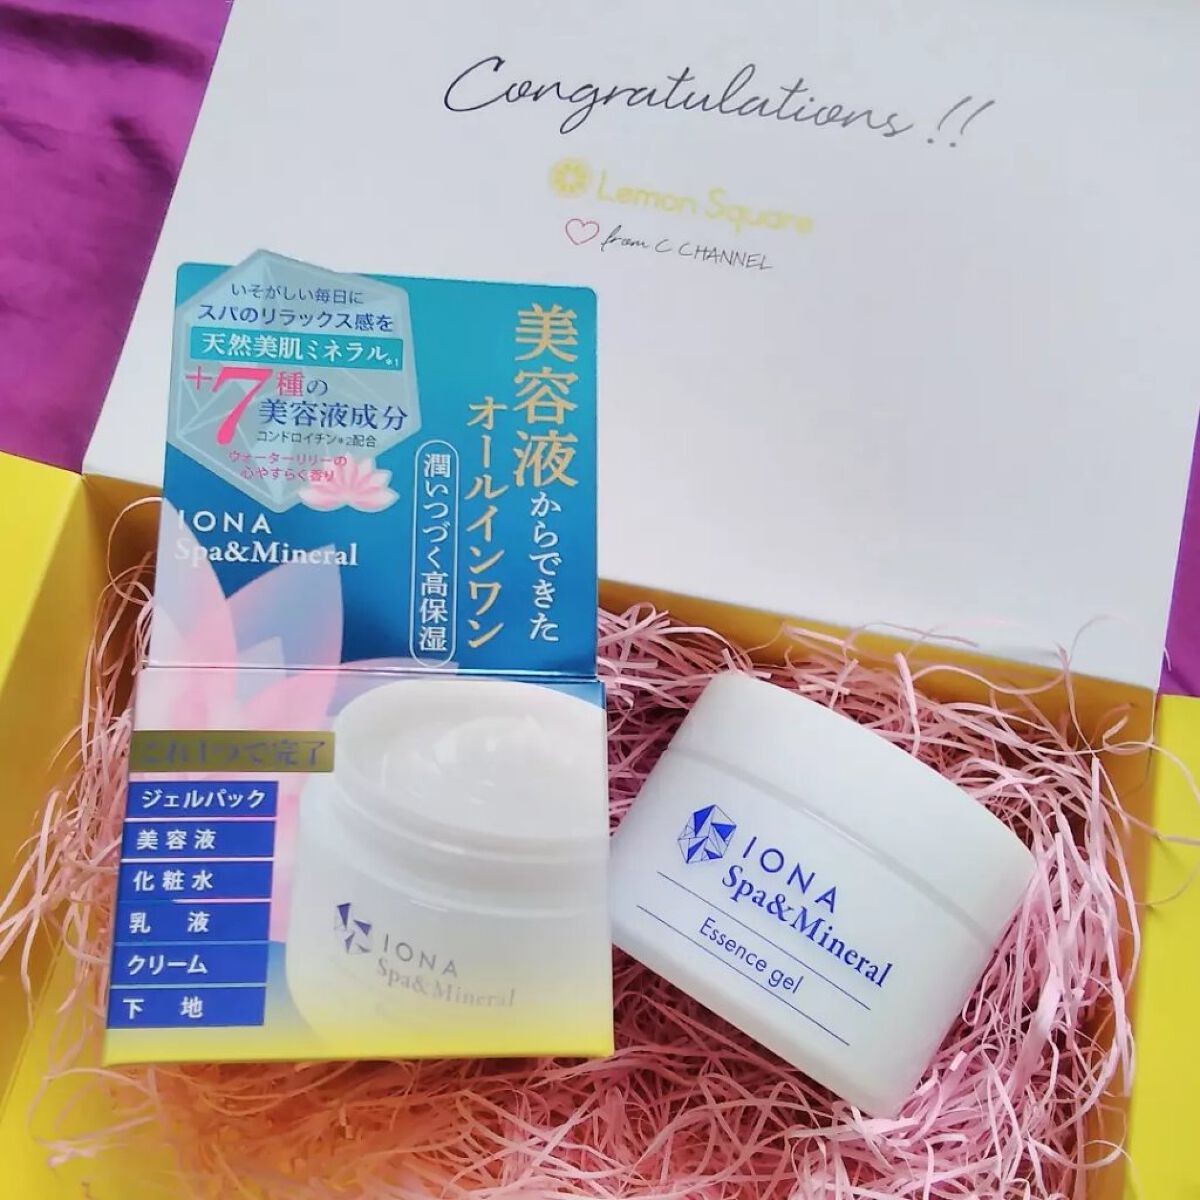 Congratulations !!
Lemon Square
from C CHANNEL
いそがしい毎日に
スパのリラックス感を
天然美肌ミネラル※1
+7種の
美容液成分
コンドロイチン※2配合
ウォーターリリーの
心やすらぐ香り
IONA
Spa&Mineral
美容液からできた
オールインワン
潤いつづく高保湿
これ1つで完了
ジェルパック
美容液
化粧水
乳液
クリーム
下地
IONA
Spa&Mineral
IONA
Spa&Mineral
Essence gel